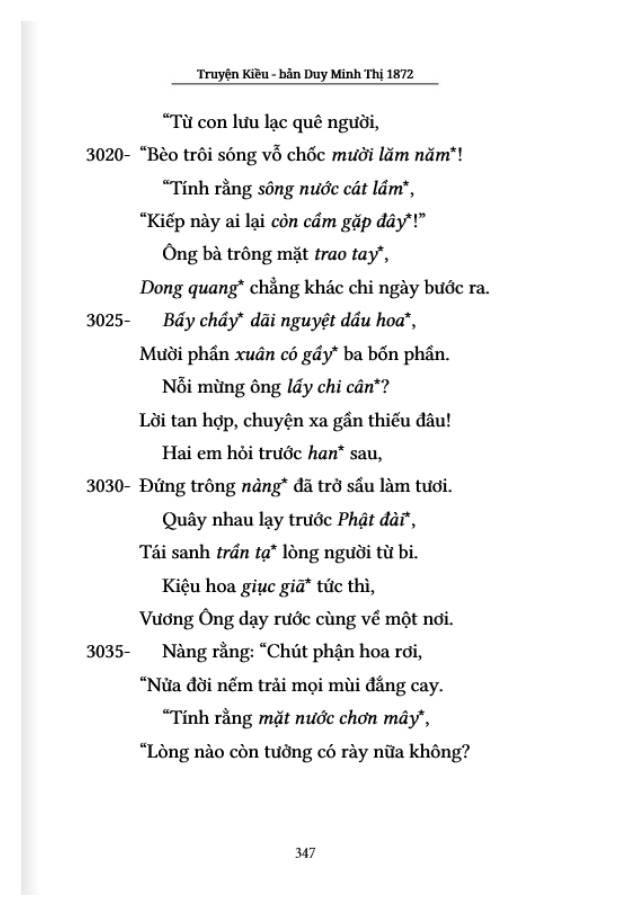 Truyện Kiều - bản Duy Minh Thị 1872
“Từ con lưu lạc quê người,
3020- “Bèo trôi sóng vỗ chốc mười lăm năm*!
“Tính rằng sông nước cát lầm*,
“Kiếp này ai lại còn cầm gặp đây*!”
Ông bà trông mặt trao tay*,
Dong quang* chẳng khác chi ngày bước ra.
3025- Bấy chầy* dãi nguyệt dầu hoa*,
Mười phần xuân có gầy* ba bốn phần.
Nỗi mừng ông lấy chi cân*?
Lời tan hợp, chuyện xa gần thiếu đâu!
Hai em hỏi trước han* sau,
3030- Đứng trông nàng* đã trở sầu làm tươi.
Quây nhau lạy trước Phật đài*,
Tái sanh trần tạ* lòng người từ bi.
Kiệu hoa giục giã* tức thì,
Vương Ông dạy rước cùng về một nơi.
3035- Nàng rằng: “Chút phận hoa rơi,
“Nửa đời nếm trải mọi mùi đắng cay.
“Tính rằng mặt nước chơn mây*,
“Lòng nào còn tưởng có rày nữa không?
347